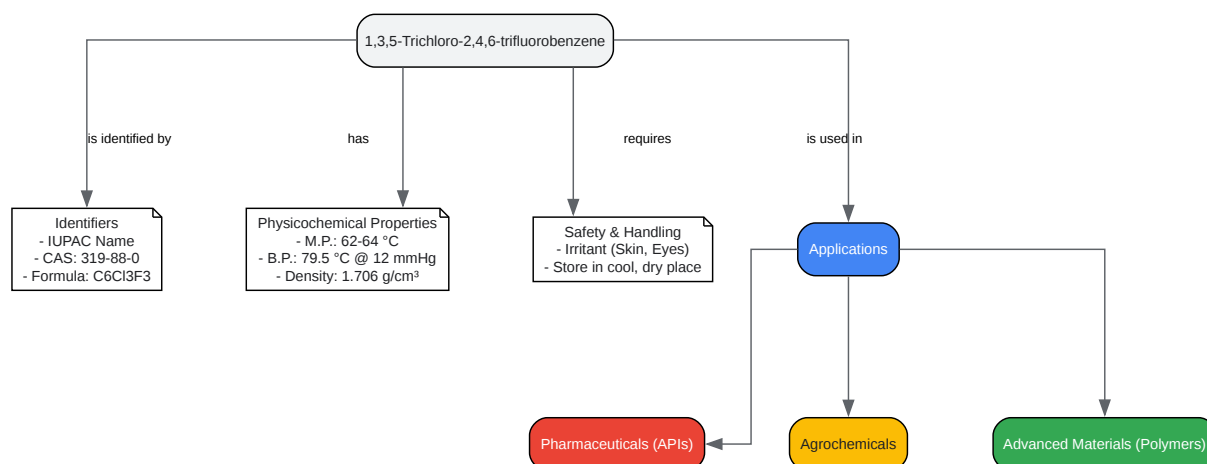 1,3,5-Trichloro-2,4,6-trifluorobenzene
is identified by
has
requires
is used in
Identifiers
- IUPAC Name
- CAS: 319-88-0
- Formula: C6Cl3F3
Physicochemical Properties
- M.P.: 62-64 °C
- B.P.: 79.5 °C @ 12 mmHg
- Density: 1.706 g/cm³
Safety & Handling
- Irritant (Skin, Eyes)
- Store in cool, dry place
Applications
Pharmaceuticals (APIs)
Agrochemicals
Advanced Materials (Polymers)